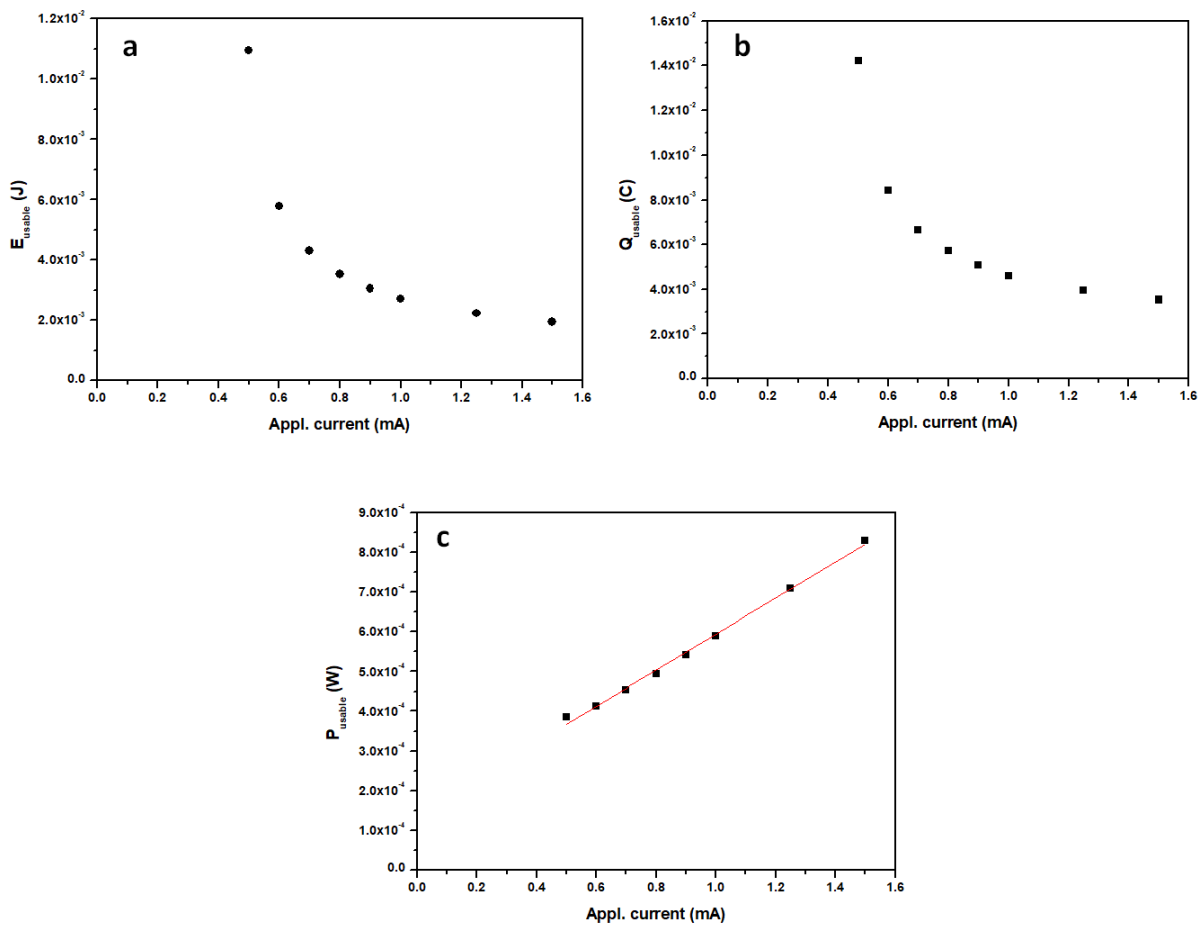 a
1.2x10⁻²
1.0x10⁻²
8.0x10⁻³
6.0x10⁻³
4.0x10⁻³
2.0x10⁻³
0.0
E_usable (J)
0.0 0.2 0.4 0.6 0.8 1.0 1.2 1.4 1.6
Appl. current (mA)
b
1.6x10⁻²
1.4x10⁻²
1.2x10⁻²
1.0x10⁻²
8.0x10⁻³
6.0x10⁻³
4.0x10⁻³
2.0x10⁻³
0.0
Q_usable (C)
0.0 0.2 0.4 0.6 0.8 1.0 1.2 1.4 1.6
Appl. current (mA)
c
9.0x10⁻⁴
8.0x10⁻⁴
7.0x10⁻⁴
6.0x10⁻⁴
5.0x10⁻⁴
4.0x10⁻⁴
3.0x10⁻⁴
2.0x10⁻⁴
1.0x10⁻⁴
0.0
P_usable (W)
0.0 0.2 0.4 0.6 0.8 1.0 1.2 1.4 1.6
Appl. current (mA)